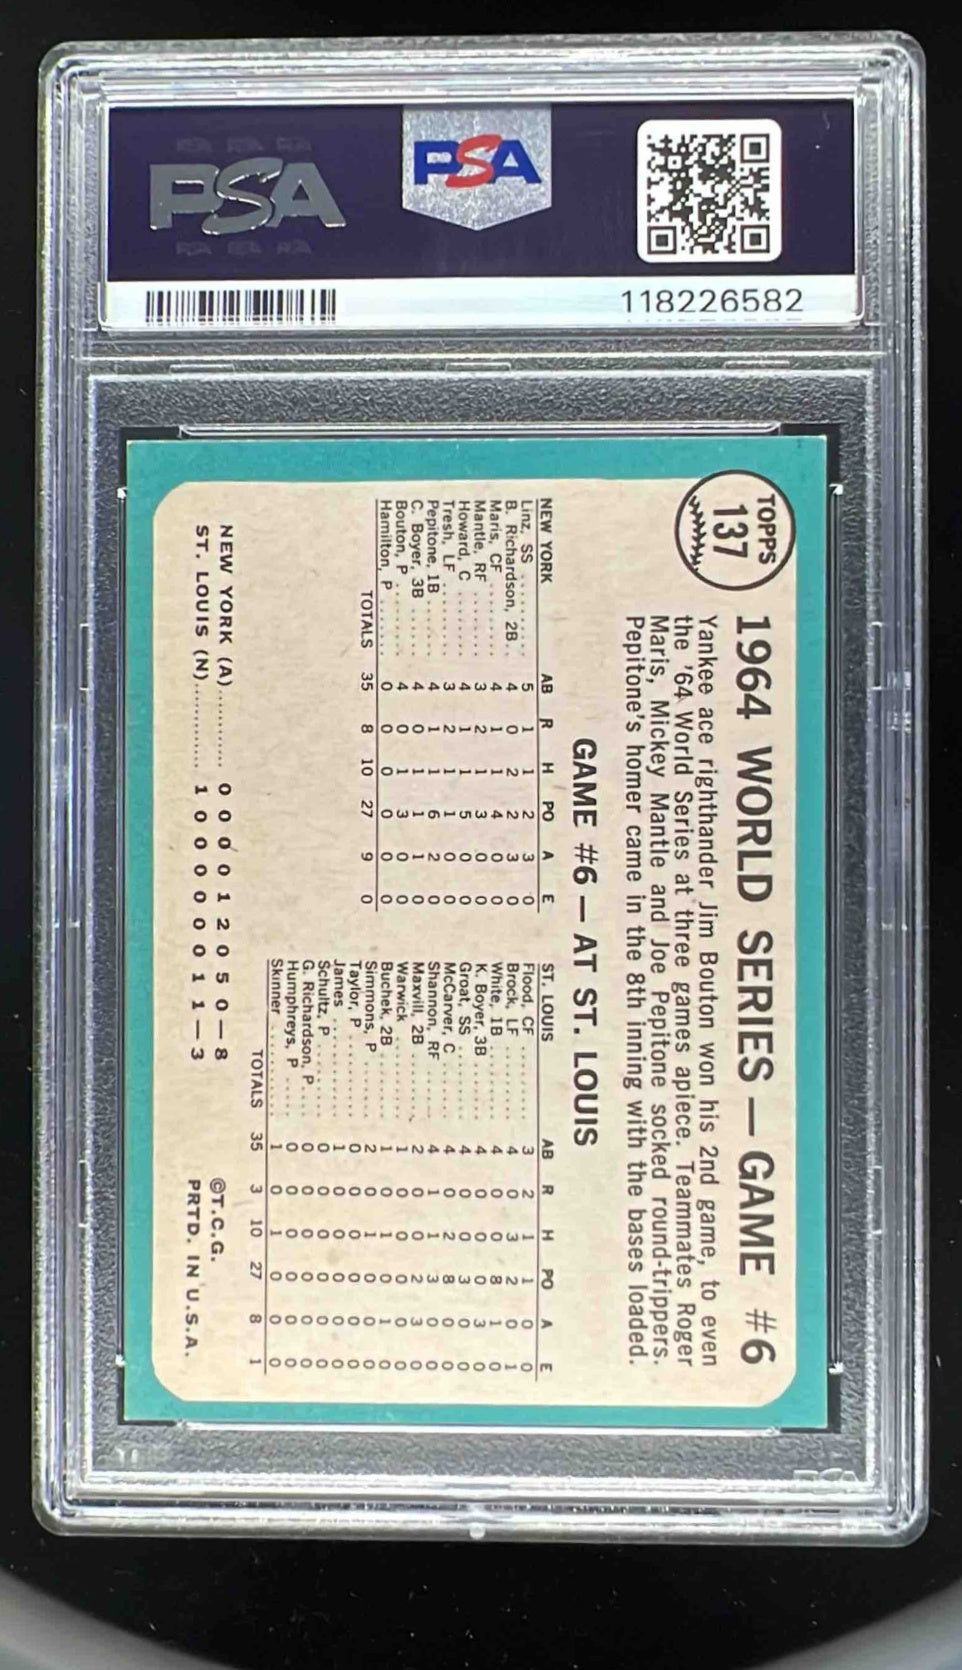 PSA
PSA
118226582
TOPPS
137
1964 WORLD SERIES — GAME #6
Yankee ace righthander Jim Bouton won his 2nd game, to even
the '64 World Series at three games apiece. Teammates Roger
Maris, Mickey Mantle and Joe Pepitone socked round-trippers.
Pepitone's homer came in the 8th inning with the bases loaded.
GAME #6 — AT ST. LOUIS
NEW YORK AB R H PO A E
Linz, SS 5 1 1 2 3 0
B. Richardson, 2B 4 0 2 2 3 0
Maris, CF 4 1 1 4 0 0
Mantle, RF 3 2 1 3 0 0
Howard, C 4 1 1 5 0 0
Tresh, LF 3 2 1 1 0 0
Pepitone, 1B 4 1 1 6 2 0
C. Boyer, 3B 4 0 1 1 1 0
Bouton, P 4 0 1 3 0 0
Hamilton, P 0 0 0 0 0 0
TOTALS 35 8 10 27 9 0
ST. LOUIS AB R H PO A E
Flood, CF 3 2 1 1 0 0
Brock, LF 4 0 3 2 0 1
White, 1B 4 0 0 8 1 0
K. Boyer, 3B 4 0 0 0 3 0
Groat, SS 4 0 0 3 0 0
McCarver, C 4 0 2 8 0 0
Shannon, RF 4 1 1 3 0 0
Maxvill, 2B 2 0 0 2 3 0
Warwick 1 0 0 0 0 0
Buchek, 2B 1 0 1 0 1 0
Simmons, P 2 0 1 0 0 0
Taylor, P 0 0 0 0 0 0
James 1 0 0 0 0 0
Schultz, P 0 0 0 0 0 0
G. Richardson, P 0 0 0 0 0 0
Humphreys, P 0 0 0 0 0 0
Skinner 1 0 1 0 0 0
TOTALS 35 3 10 27 8 1
NEW YORK (A) 0 0 0 0 1 2 0 5 0 — 8
ST. LOUIS (N) 1 0 0 0 0 0 0 1 1 — 3
©T.C.G.
PRTD. IN U.S.A.
PSA